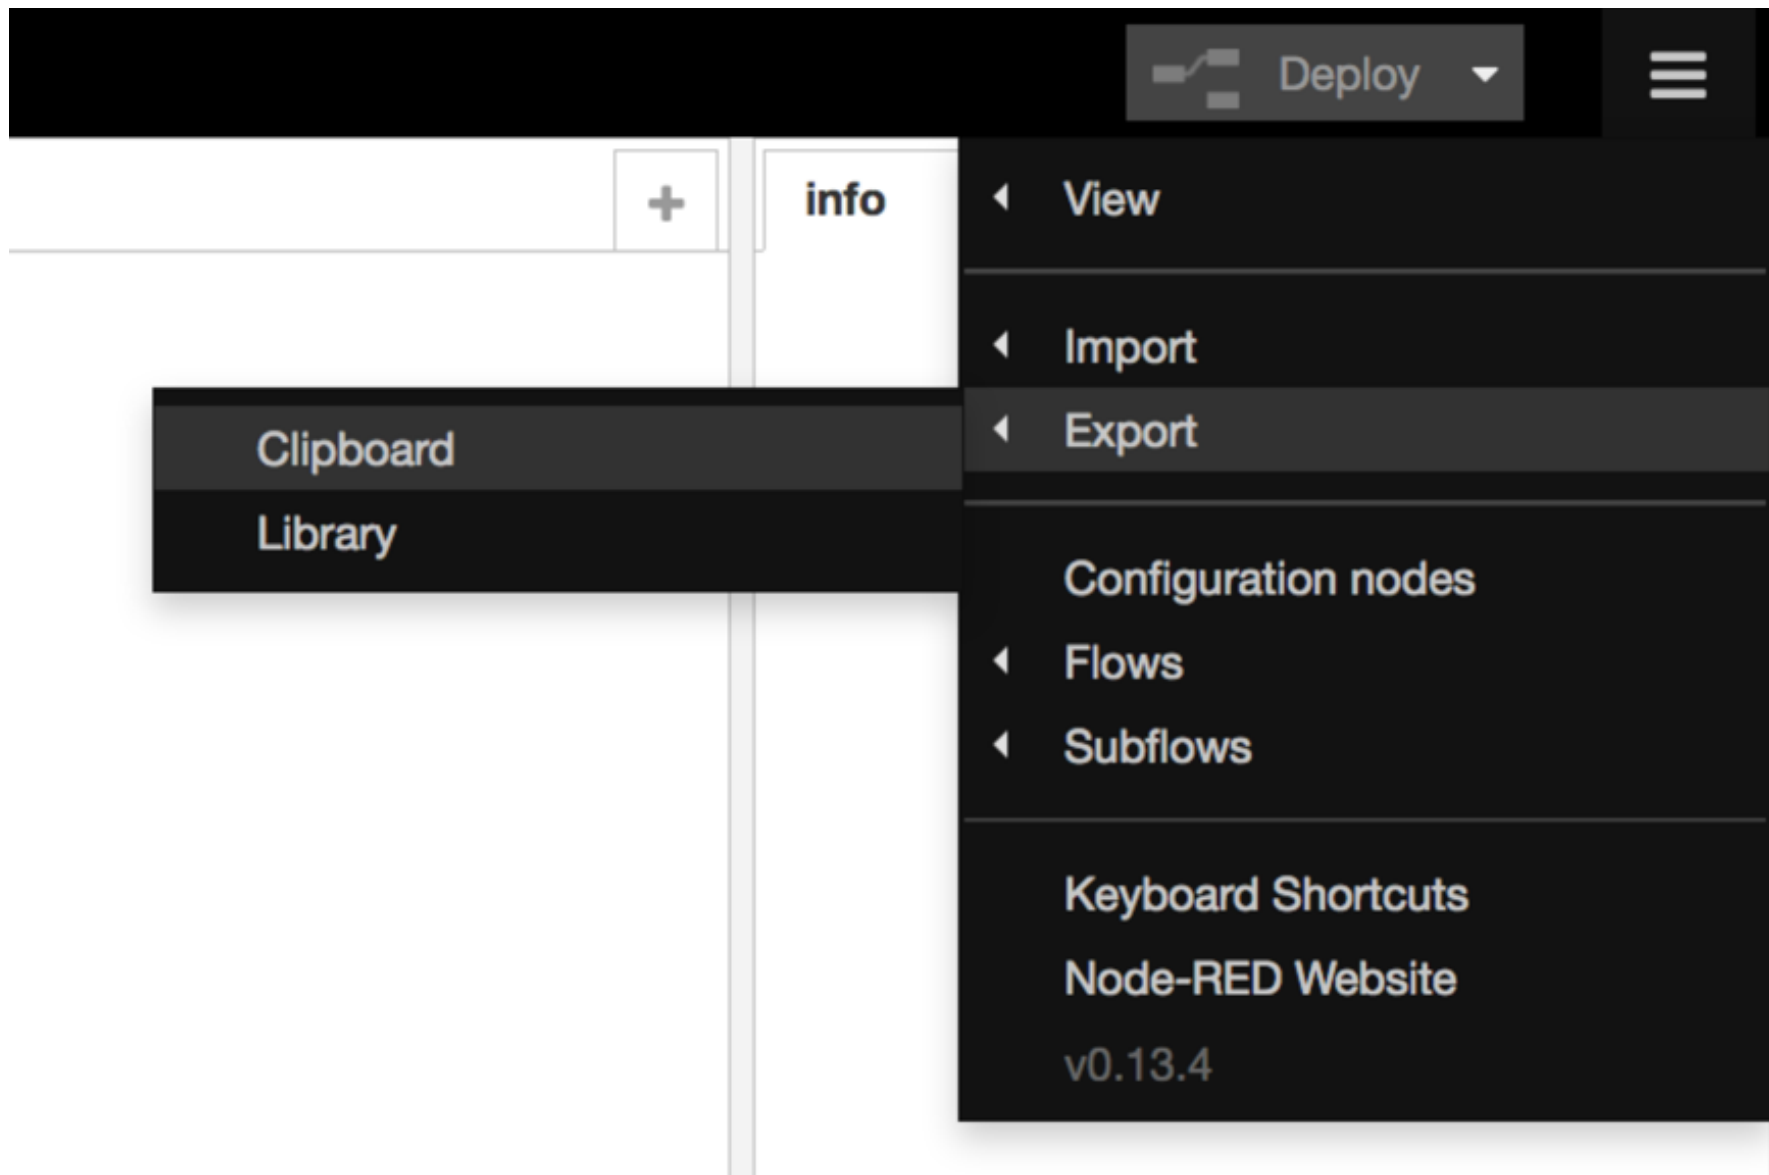 Deploy
info
View
Import
Export
Clipboard
Library
Configuration nodes
Flows
Subflows
Keyboard Shortcuts
Node-RED Website
v0.13.4